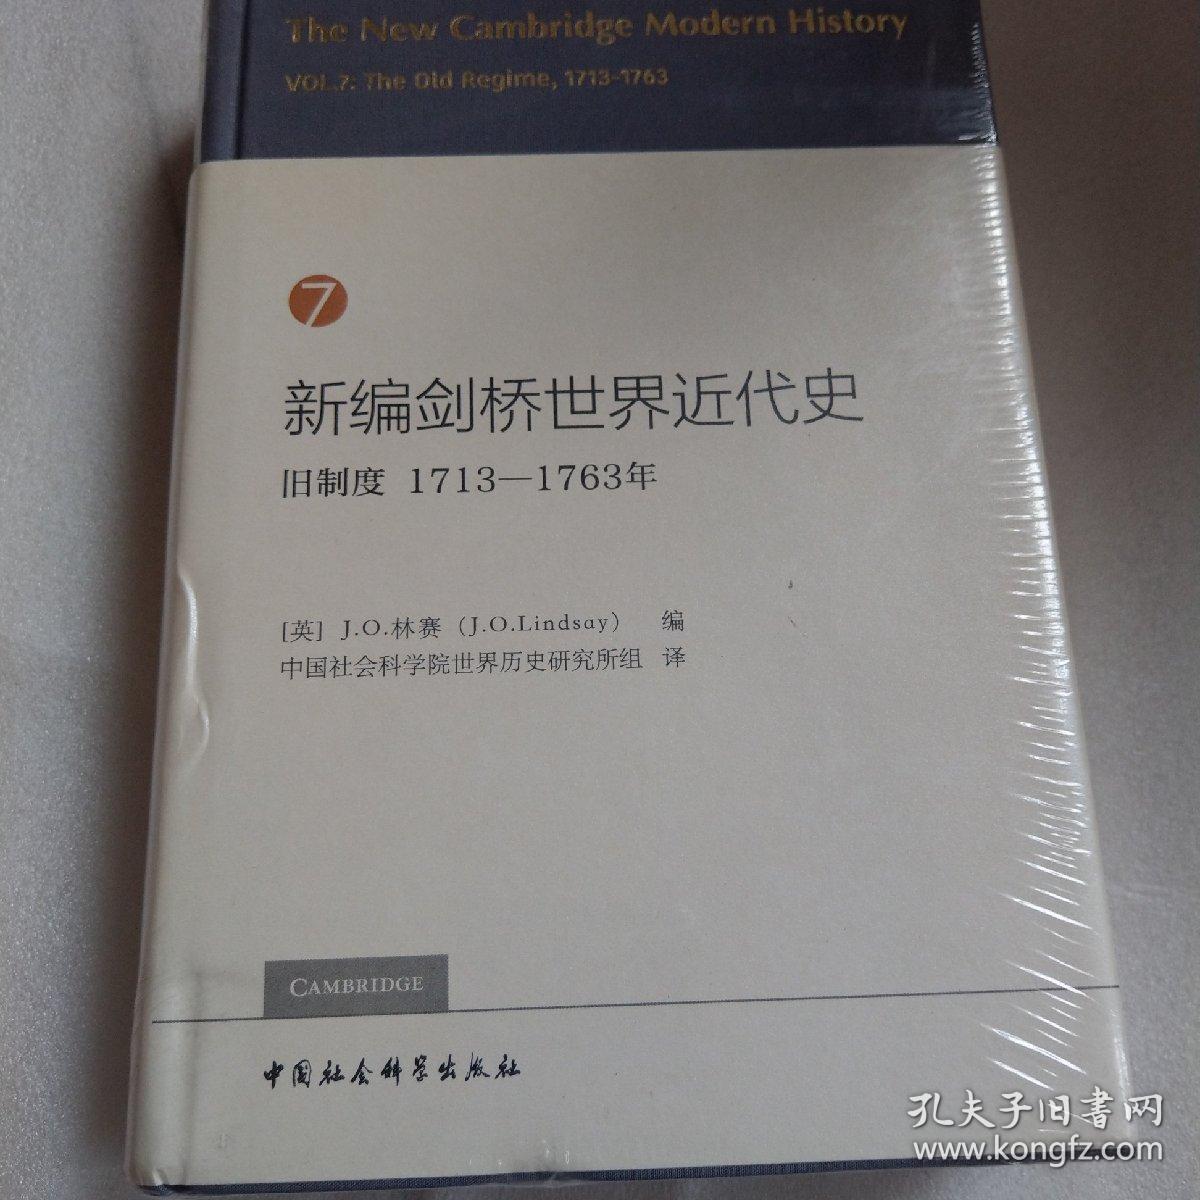 The New Cambridge Modern History
VOL.7: The Old Regime, 1713-1763
7
新编剑桥世界近代史
旧制度 1713—1763年
[英] J.O.林赛（J.O.Lindsay） 编
中国社会科学院世界历史研究所组 译
CAMBRIDGE
中国社会科学出版社
孔夫子旧書网
www.kongfz.com